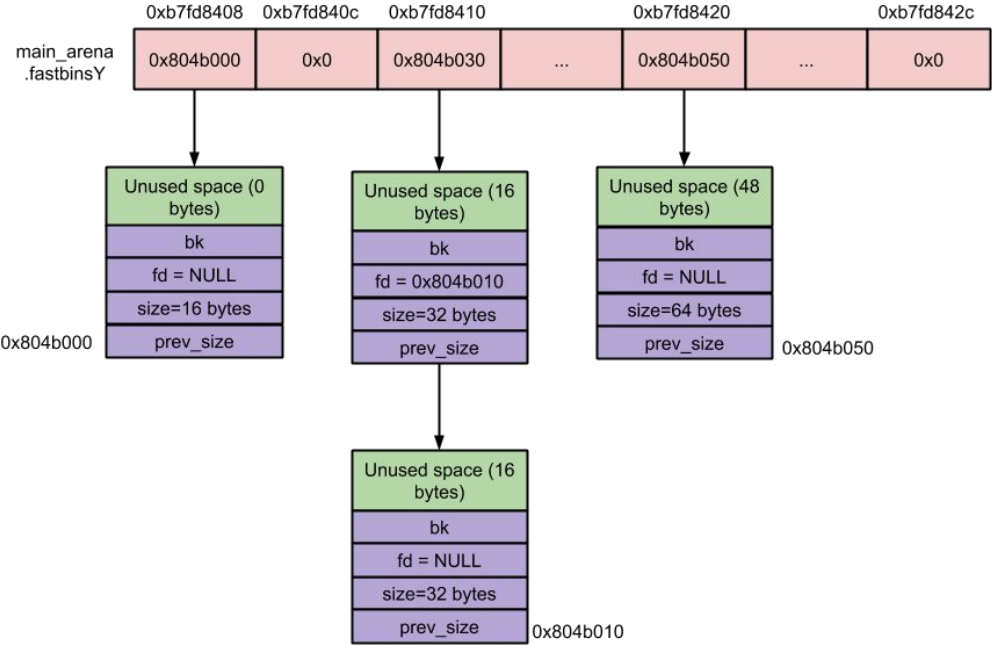 0xb7fd8408 0xb7fd840c 0xb7fd8410 0xb7fd8420 0xb7fd842c
main_arena
.fastbinsY
0x804b000 0x0 0x804b030 ... 0x804b050 ... 0x0
Unused space (0
bytes)
bk
fd = NULL
size=16 bytes
prev_size
0x804b000
Unused space (16
bytes)
bk
fd = 0x804b010
size=32 bytes
prev_size
Unused space (48
bytes)
bk
fd = NULL
size=64 bytes
prev_size
0x804b050
Unused space (16
bytes)
bk
fd = NULL
size=32 bytes
prev_size
0x804b010